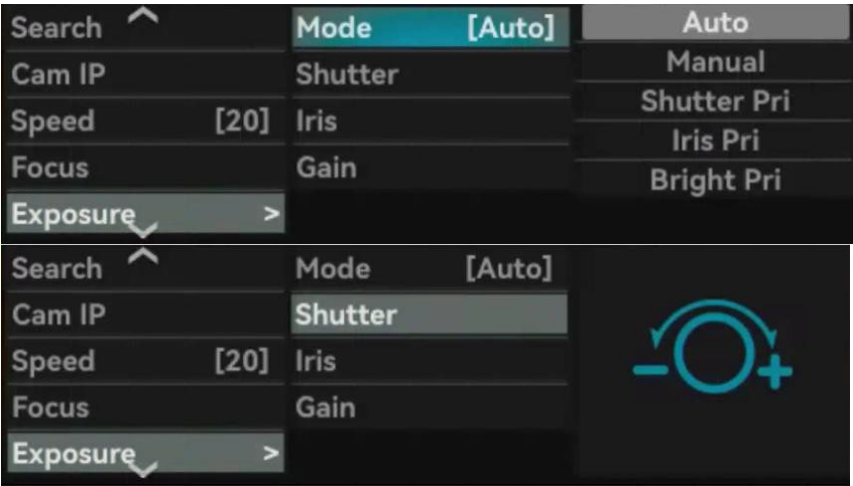 Search
Cam IP
Speed [20]
Focus
Exposure >
Mode [Auto]
Shutter
Iris
Gain
Auto
Manual
Shutter Pri
Iris Pri
Bright Pri
Search
Cam IP
Speed [20]
Focus
Exposure >
Mode [Auto]
Shutter
Iris
Gain
- +